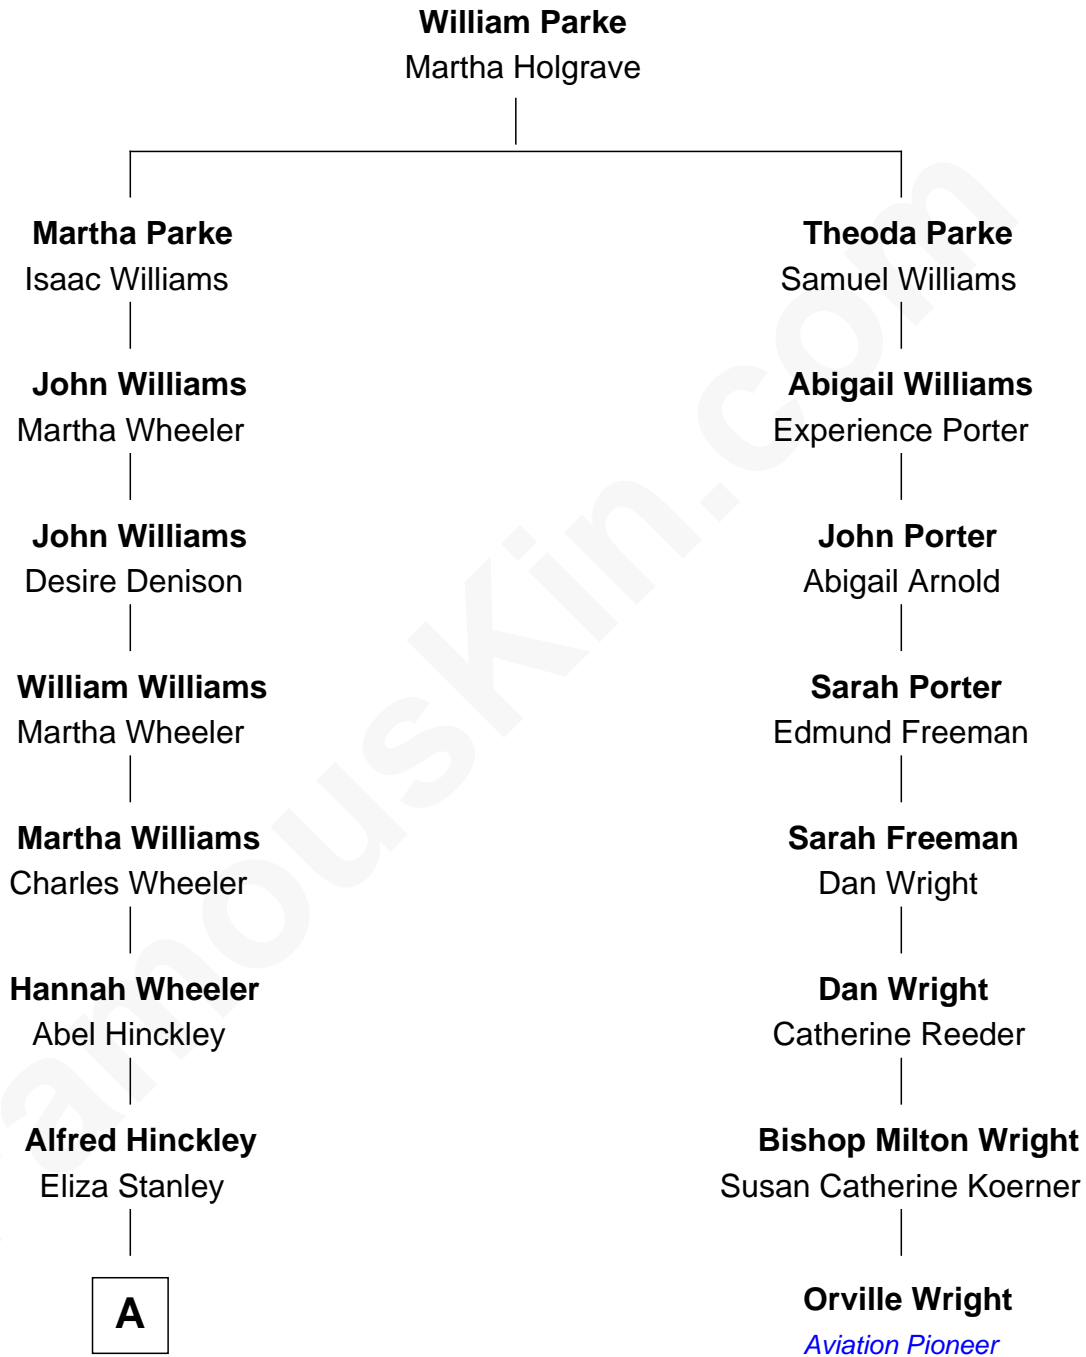 William Parke
Martha Holgrave
Martha Parke
Isaac Williams
Theoda Parke
Samuel Williams
John Williams
Martha Wheeler
Abigail Williams
Experience Porter
John Williams
Desire Denison
John Porter
Abigail Arnold
William Williams
Martha Wheeler
Sarah Porter
Edmund Freeman
Martha Williams
Charles Wheeler
Sarah Freeman
Dan Wright
Hannah Wheeler
Abel Hinckley
Dan Wright
Catherine Reeder
Alfred Hinckley
Eliza Stanley
Bishop Milton Wright
Susan Catherine Koerner
A
Orville Wright
Aviation Pioneer
amousKin.com